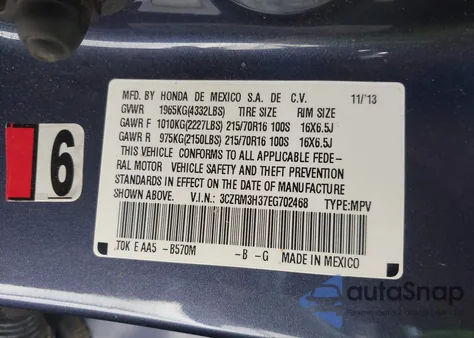 MFD. BY HONDA DE MEXICO S.A. DE C.V. 11/'13
GVWR 1965KG(4332LBS) TIRE SIZE RIM SIZE
GAWR F 1010KG(2227LBS) 215/70R16 100S 16X6.5J
GAWR R 975KG(2150LBS) 215/70R16 100S 16X6.5J
THIS VEHICLE CONFORMS TO ALL APPLICABLE FEDE-
RAL MOTOR VEHICLE SAFETY AND THEFT PREVENTION
STANDARDS IN EFFECT ON THE DATE OF MANUFACTURE
SHOWN ABOVE. V.I.N.: 3CZRM3H37EG702468 TYPE:MPV
TOK E AA5 -B570M -B -G MADE IN MEXICO
6
autoSnap